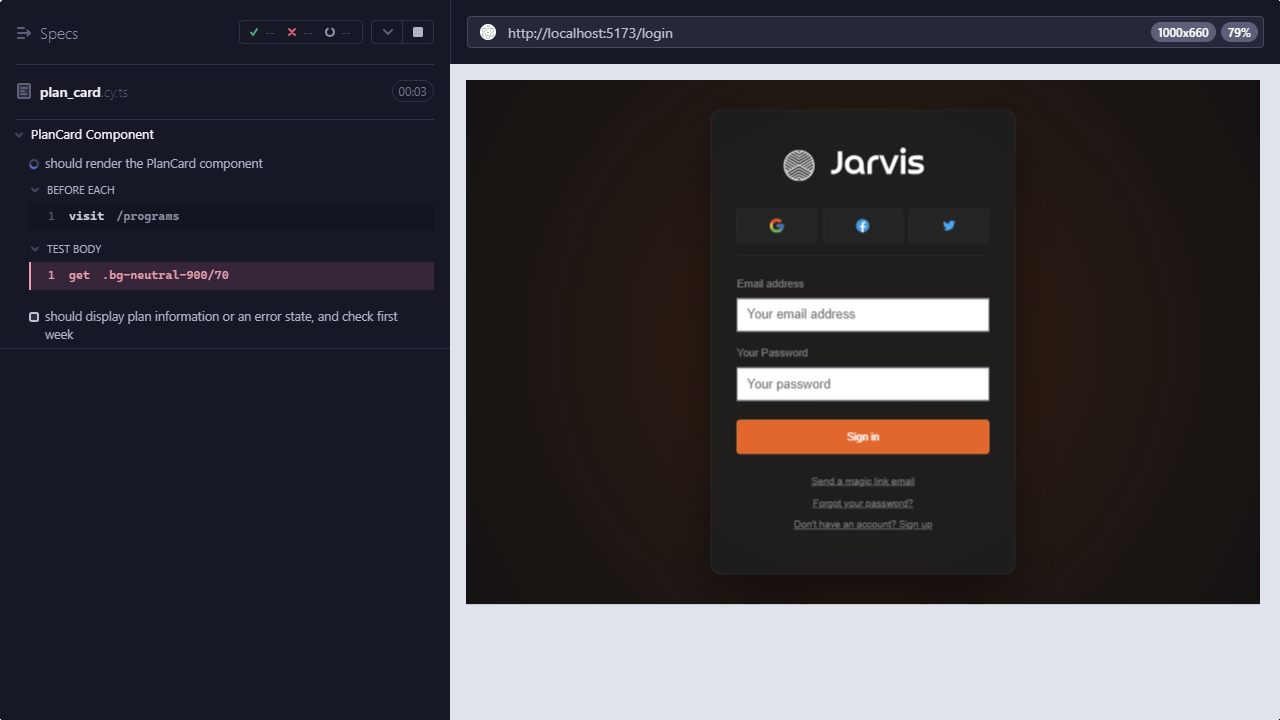 Specs
-- -- --
plan_card.cy.ts
00:03
PlanCard Component
should render the PlanCard component
BEFORE EACH
1 visit /programs
TEST BODY
1 get .bg-neutral-900/70
should display plan information or an error state, and check first
week
http://localhost:5173/login
1000x660
79%
Jarvis
Email address
Your email address
Your Password
Your password
Sign in
Send a magic link email
Forgot your password?
Don't have an account? Sign up